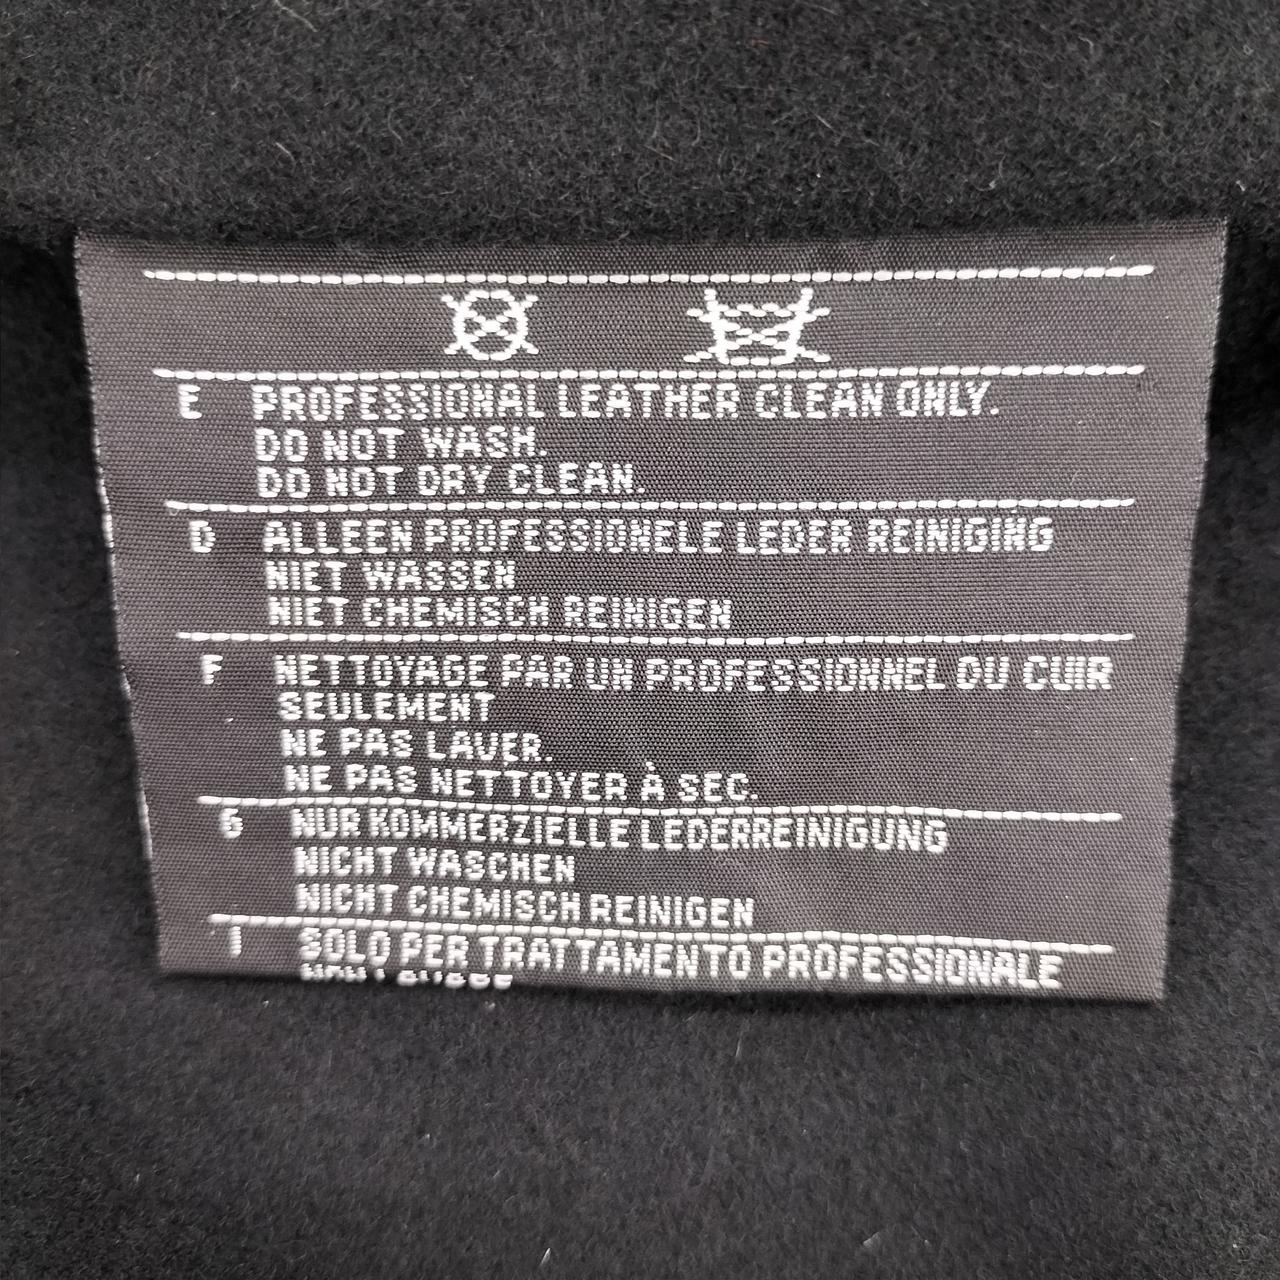 E PROFESSIONAL LEATHER CLEAN ONLY.
DO NOT WASH.
DO NOT DRY CLEAN.
D ALLEEN PROFESSIONELE LEDER REINIGING
NIET WASSEN
NIET CHEMISCH REINIGEN
F NETTOYAGE PAR UN PROFESSIONNEL OU CUIR
SEULEMENT
NE PAS LAVER.
NE PAS NETTOYER À SEC.
G NUR KOMMERZIELLE LEDERREINIGUNG
NICHT WASCHEN
NICHT CHEMISCH REINIGEN
I SOLO PER TRATTAMENTO PROFESSIONALE